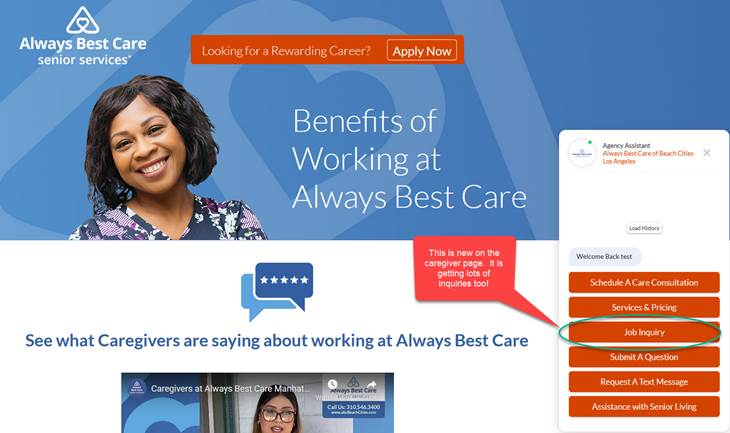 Always Best Care
senior services
Looking for a Rewarding Career? Apply Now
Benefits of
Working at
Always Best Care
Agency Assistant
Always Best Care of Beach Cities
Los Angeles
Load History
Welcome Back test
Schedule A Care Consultation
Services & Pricing
Job Inquiry
Submit A Question
Request A Text Message
Assistance with Senior Living
This is new on the
caregiver page. It is
getting lots of
inquiries too!
See what Caregivers are saying about working at Always Best Care
Caregivers at Always Best Care Manhat...
Always Best Care
Call Us: 310.546.3400
www.abcBeachCities.com